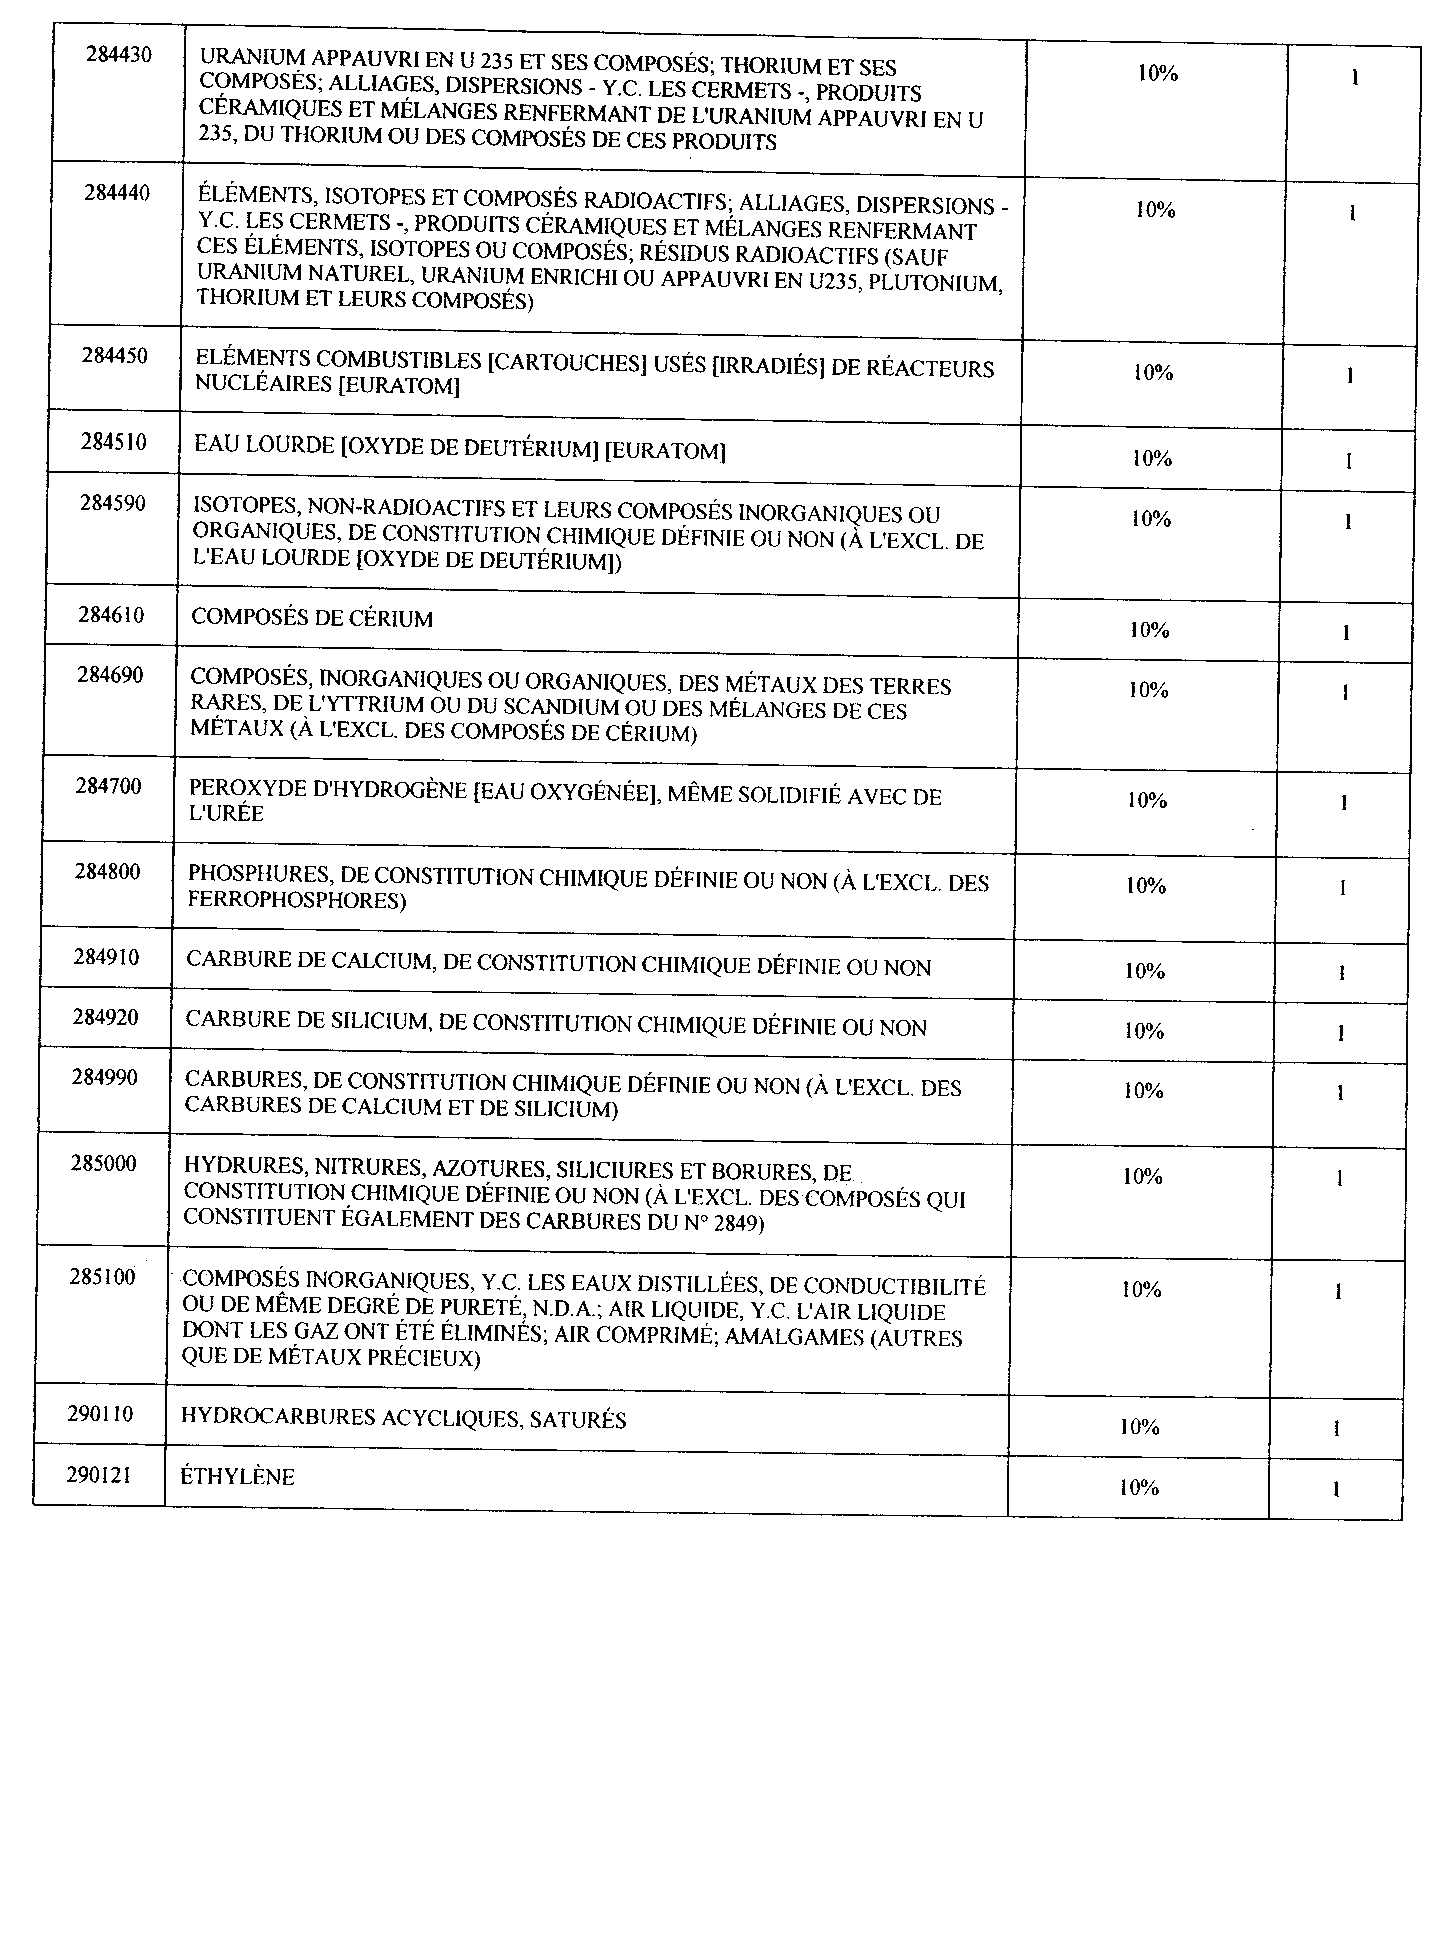 284430 URANIUM APPAUVRI EN U 235 ET SES COMPOSÉS; THORIUM ET SES 10% 1
COMPOSÉS; ALLIAGES, DISPERSIONS - Y.C. LES CERMETS -, PRODUITS
CÉRAMIQUES ET MÉLANGES RENFERMANT DE L'URANIUM APPAUVRI EN U
235, DU THORIUM OU DES COMPOSÉS DE CES PRODUITS
284440 ÉLÉMENTS, ISOTOPES ET COMPOSÉS RADIOACTIFS; ALLIAGES, DISPERSIONS - 10% 1
Y.C. LES CERMETS -, PRODUITS CÉRAMIQUES ET MÉLANGES RENFERMANT
CES ÉLÉMENTS, ISOTOPES OU COMPOSÉS; RÉSIDUS RADIOACTIFS (SAUF
URANIUM NATUREL, URANIUM ENRICHI OU APPAUVRI EN U235, PLUTONIUM,
THORIUM ET LEURS COMPOSÉS)
284450 ELÉMENTS COMBUSTIBLES [CARTOUCHES] USÉS [IRRADIÉS] DE RÉACTEURS 10% 1
NUCLÉAIRES [EURATOM]
284510 EAU LOURDE [OXYDE DE DEUTÉRIUM] [EURATOM] 10% 1
284590 ISOTOPES, NON-RADIOACTIFS ET LEURS COMPOSÉS INORGANIQUES OU 10% 1
ORGANIQUES, DE CONSTITUTION CHIMIQUE DÉFINIE OU NON (À L'EXCL. DE
L'EAU LOURDE [OXYDE DE DEUTÉRIUM])
284610 COMPOSÉS DE CÉRIUM 10% 1
284690 COMPOSÉS, INORGANIQUES OU ORGANIQUES, DES MÉTAUX DES TERRES 10% 1
RARES, DE L'YTTRIUM OU DU SCANDIUM OU DES MÉLANGES DE CES
MÉTAUX (À L'EXCL. DES COMPOSÉS DE CÉRIUM)
284700 PEROXYDE D'HYDROGÈNE [EAU OXYGÉNÉE], MÊME SOLIDIFIÉ AVEC DE 10% 1
L'URÉE
284800 PHOSPHURES, DE CONSTITUTION CHIMIQUE DÉFINIE OU NON (À L'EXCL. DES 10% 1
FERROPHOSPHORES)
284910 CARBURE DE CALCIUM, DE CONSTITUTION CHIMIQUE DÉFINIE OU NON 10% 1
284920 CARBURE DE SILICIUM, DE CONSTITUTION CHIMIQUE DÉFINIE OU NON 10% 1
284990 CARBURES, DE CONSTITUTION CHIMIQUE DÉFINIE OU NON (À L'EXCL. DES 10% 1
CARBURES DE CALCIUM ET DE SILICIUM)
285000 HYDRURES, NITRURES, AZOTURES, SILICIURES ET BORURES, DE 10% 1
CONSTITUTION CHIMIQUE DÉFINIE OU NON (À L'EXCL. DES COMPOSÉS QUI
CONSTITUENT ÉGALEMENT DES CARBURES DU N° 2849)
285100 COMPOSÉS INORGANIQUES, Y.C. LES EAUX DISTILLÉES, DE CONDUCTIBILITÉ 10% 1
OU DE MÊME DEGRÉ DE PURETÉ, N.D.A.; AIR LIQUIDE, Y.C. L'AIR LIQUIDE
DONT LES GAZ ONT ÉTÉ ÉLIMINÉS; AIR COMPRIMÉ; AMALGAMES (AUTRES
QUE DE MÉTAUX PRÉCIEUX)
290110 HYDROCARBURES ACYCLIQUES, SATURÉS 10% 1
290121 ÉTHYLÈNE 10% 1